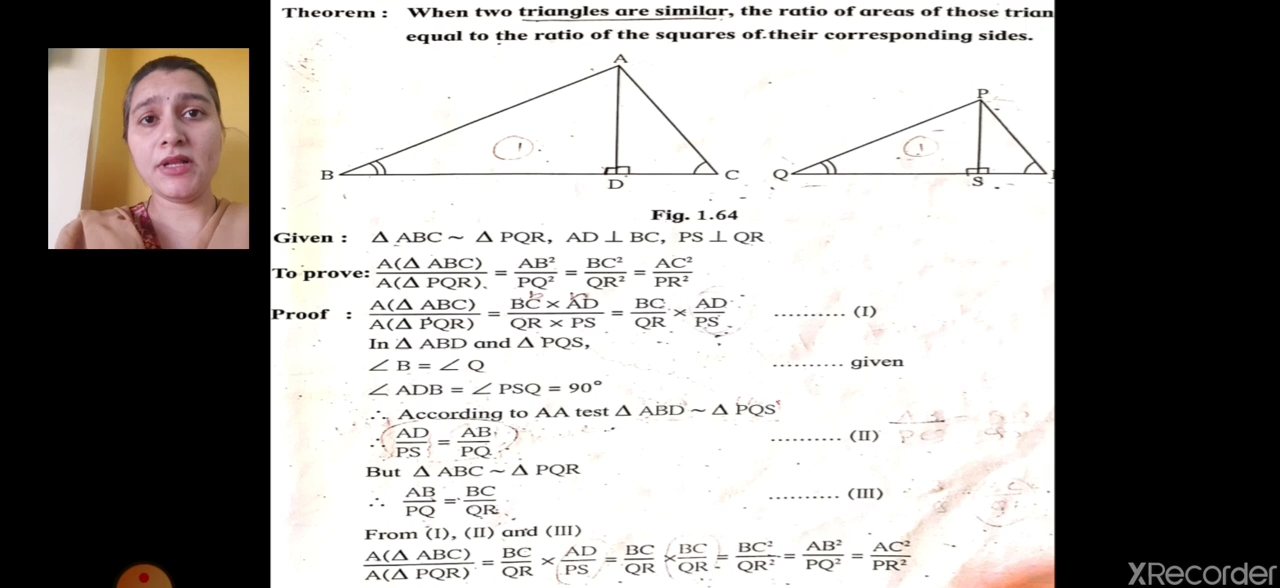 Theorem : When two triangles are similar, the ratio of areas of those trian
equal to the ratio of the squares of their corresponding sides.
A
P
B
D
C
Q
S
Fig. 1.64
Given : Δ ABC ~ Δ PQR, AD ⊥ BC, PS ⊥ QR
To prove: A(Δ ABC)/A(Δ PQR) = AB²/PQ² = BC²/QR² = AC²/PR²
Proof : A(Δ ABC)/A(Δ PQR) = BC × AD/QR × PS = BC/QR × AD/PS .......... (I)
In Δ ABD and Δ PQS,
∠ B = ∠ Q .......... given
∠ ADB = ∠ PSQ = 90°
∴ According to AA test Δ ABD ~ Δ PQS
∴ AD/PS = AB/PQ .......... (II)
But Δ ABC ~ Δ PQR
∴ AB/PQ = BC/QR .......... (III)
From (I), (II) and (III)
A(Δ ABC)/A(Δ PQR) = BC/QR × AD/PS = BC/QR × BC/QR = BC²/QR² = AB²/PQ² = AC²/PR²
XRecorder